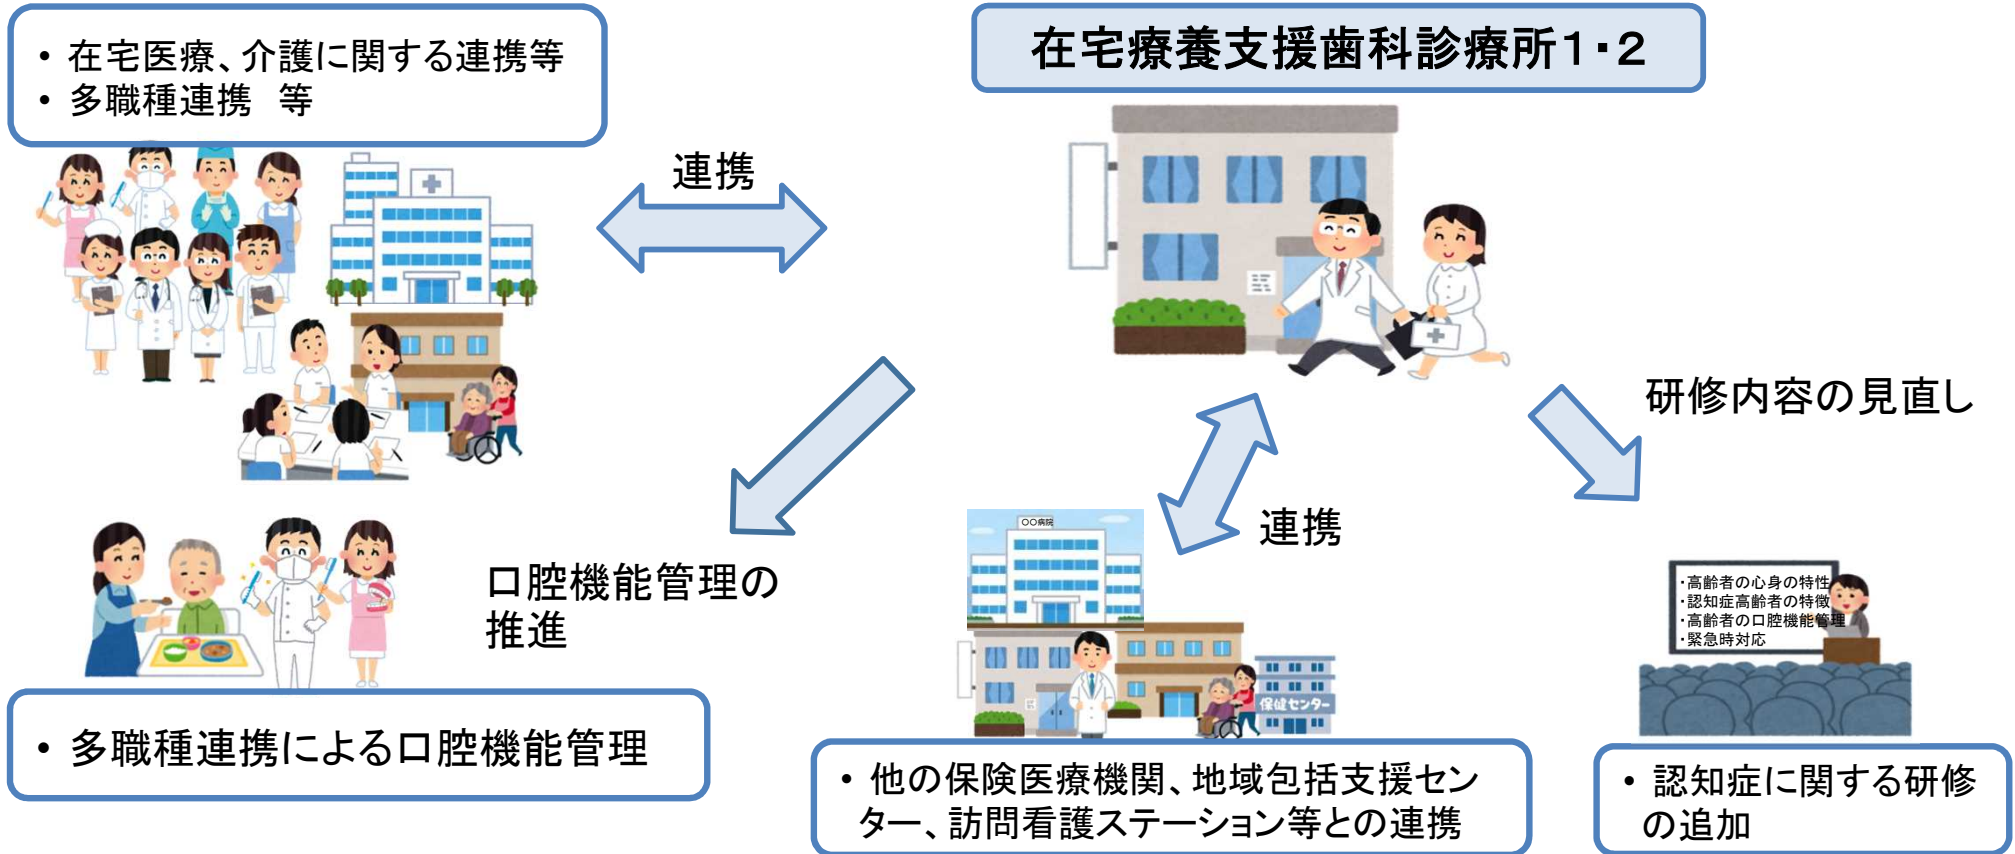 在宅療養支援歯科診療所1・2
• 在宅医療、介護に関する連携等
• 多職種連携　等
連携
研修内容の見直し
連携
口腔機能管理の
推進
〇〇病院
保健センター
・高齢者の心身の特性
・認知症高齢者の特徴
・高齢者の口腔機能管理
・緊急時対応
• 多職種連携による口腔機能管理
• 他の保険医療機関、地域包括支援セン
ター、訪問看護ステーション等との連携
• 認知症に関する研修
の追加